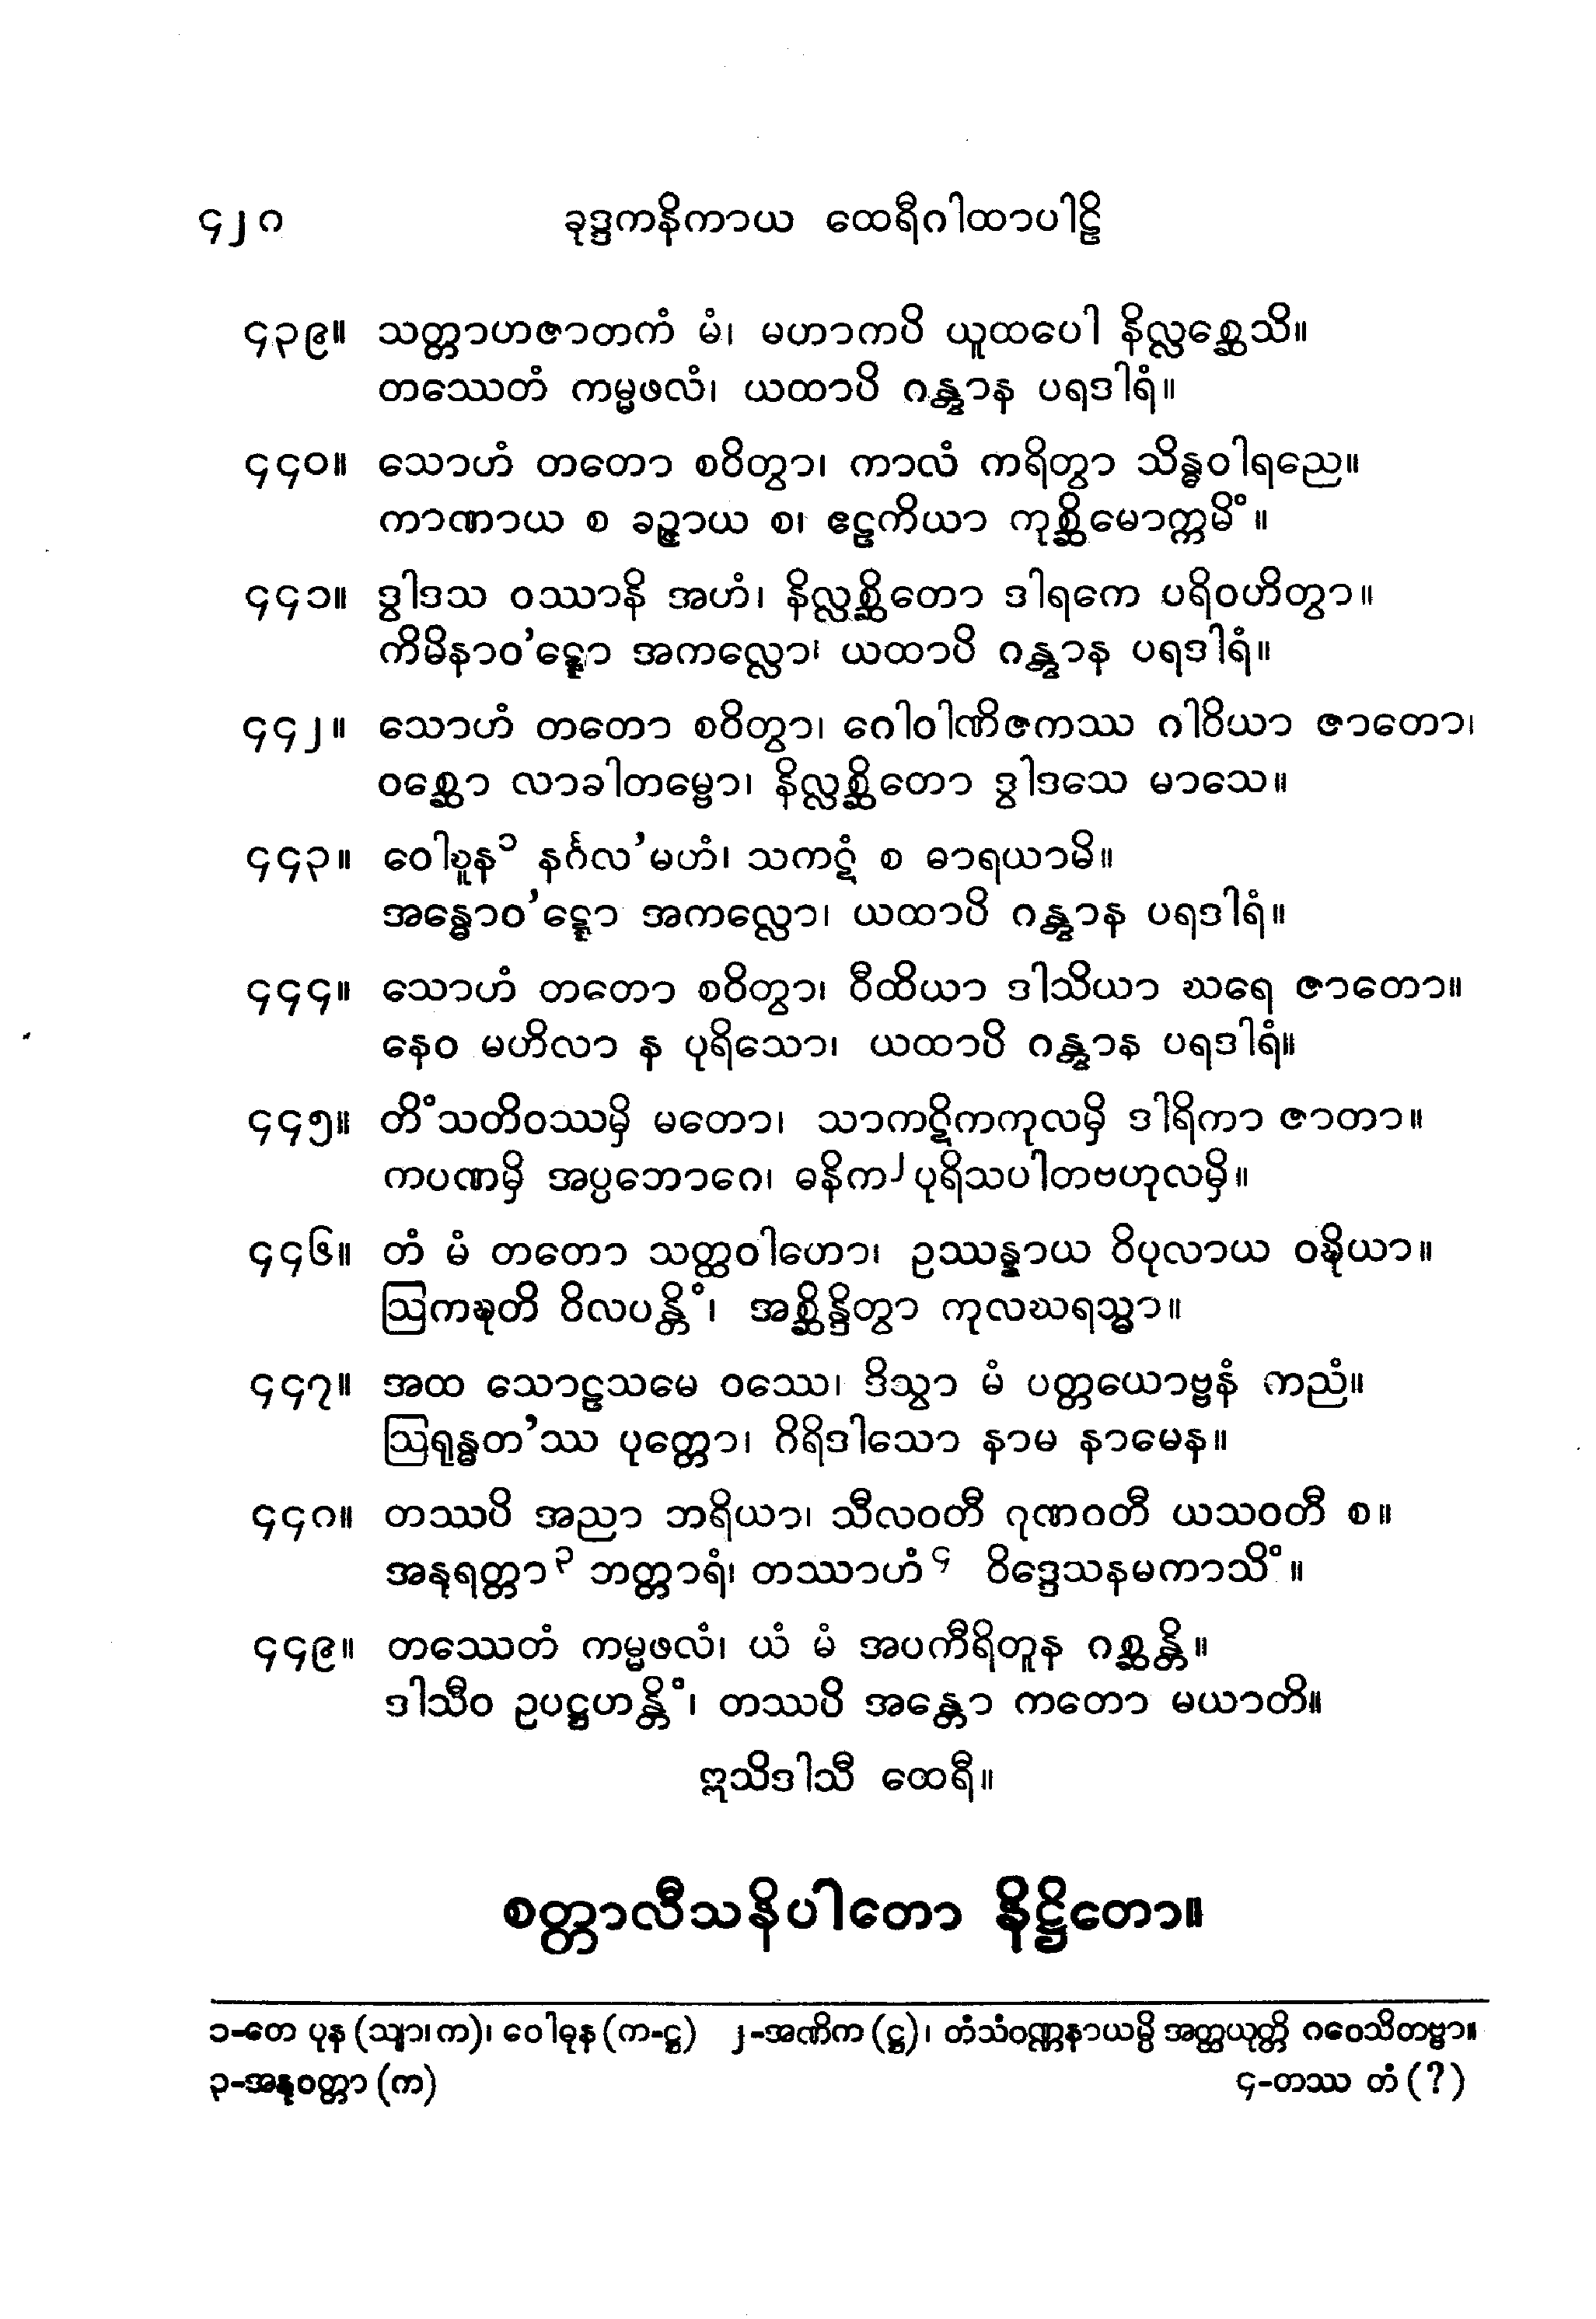 ၄၂၈ ခုဒ္ဒကနိကာယ ထေရီဂါထာပါဠိ
၄၃၉။ သတ္တာဟဇာတကံ မံ၊ မဟာကပိ ယူထပေါ နိလ္လစ္ဆေသိ။
တဿေတံ ကမ္မဖလံ၊ ယထာပိ ဂန္တွာန ပရဒါရံ။
၄၄၀။ သောဟံ တတော စဝိတွာ၊ ကာလံ ကရိတွာ သိန္ဓဝါရညေ။
ကာဏာယ စ ခဉ္ဇာယ စ၊ ဧဠကိယာ ကုစ္ဆိမောက္ကမိံ။
၄၄၁။ ဒွါဒသ ဝဿာနိ အဟံ၊ နိလ္လစ္ဆိတော ဒါရကေ ပရိဝဟိတွာ။
ကိမိနာဝ’ဋ္ဋော အကလ္လော၊ ယထာပိ ဂန္တွာန ပရဒါရံ။
၄၄၂။ သောဟံ တတော စဝိတွာ၊ ဂေါဝါဏိဇကဿ ဂါဝိယာ ဇာတော၊
ဝစ္ဆော လာခါတမ္ဗော၊ နိလ္လစ္ဆိတော ဒွါဒသေ မာသေ။
၄၄၃။ ဝေါဍ္ဎူန၁ နင်္ဂလ’မဟံ၊ သကဋံ စ ဓာရယာမိ။
အန္ဓောဝ’ဋ္ဋော အကလ္လော၊ ယထာပိ ဂန္တွာန ပရဒါရံ။
၄၄၄။ သောဟံ တတော စဝိတွာ၊ ဝီထိယာ ဒါသိယာ ဃရေ ဇာတော။
နေဝ မဟိလာ န ပုရိသော၊ ယထာပိ ဂန္တွာန ပရဒါရံ။
၄၄၅။ တိံသတိဝဿမှိ မတော၊ သာကဋိကကုလမှိ ဒါရိကာ ဇာတာ။
ကပဏမှိ အပ္ပဘောဂေ၊ ဓနိက၂ ပုရိသပါတဗဟုလမှိ။
၄၄၆။ တံ မံ တတော သတ္ထဝါဟော၊ ဥဿန္နာယ ဝိပုလာယ ဝဍ္ဎိယာ။
ဩကဍ္ဎတိ ဝိလပန္တိံ၊ အစ္ဆိန္ဒိတွာ ကုလဃရသ္မာ။
၄၄၇။ အထ သောဠသမေ ဝဿေ၊ ဒိသွာ မံ ပတ္တယောဗ္ဗနံ ကညံ။
ဩရုန္ဓတ’ဿ ပုတ္တော၊ ဂိရိဒါသော နာမ နာမေန။
၄၄၈။ တဿပိ အညာ ဘရိယာ၊ သီလဝတီ ဂုဏဝတီ ယသဝတီ စ။
အနုရတ္တာ၃ ဘတ္တာရံ၊ တဿာဟံ၄ ဝိဒ္ဒေသနမကာသိံ။
၄၄၉။ တဿေတံ ကမ္မဖလံ၊ ယံ မံ အပကီရိတူန ဂစ္ဆန္တိ။
ဒါသီဝ ဥပဋ္ဌဟန္တိံ၊ တဿပိ အန္တော ကတော မယာတိ။
ဣသိဒါသီ ထေရီ။
စတ္တာလီသနိပါတော နိဋ္ဌိတော။
၁-တေ ပုန (သျာ၊ က)၊ ဝေါဓုန (က-ဋ္ဌ) ၂-အဏိက (ဋ္ဌ)၊ တံသံဝဏ္ဏနာယမ္ပိ အတ္ထယုတ္တိ ဂဝေသိတဗ္ဗာ။
၃-အနုဝတ္တာ (က) ၄-တဿ တံ (?)